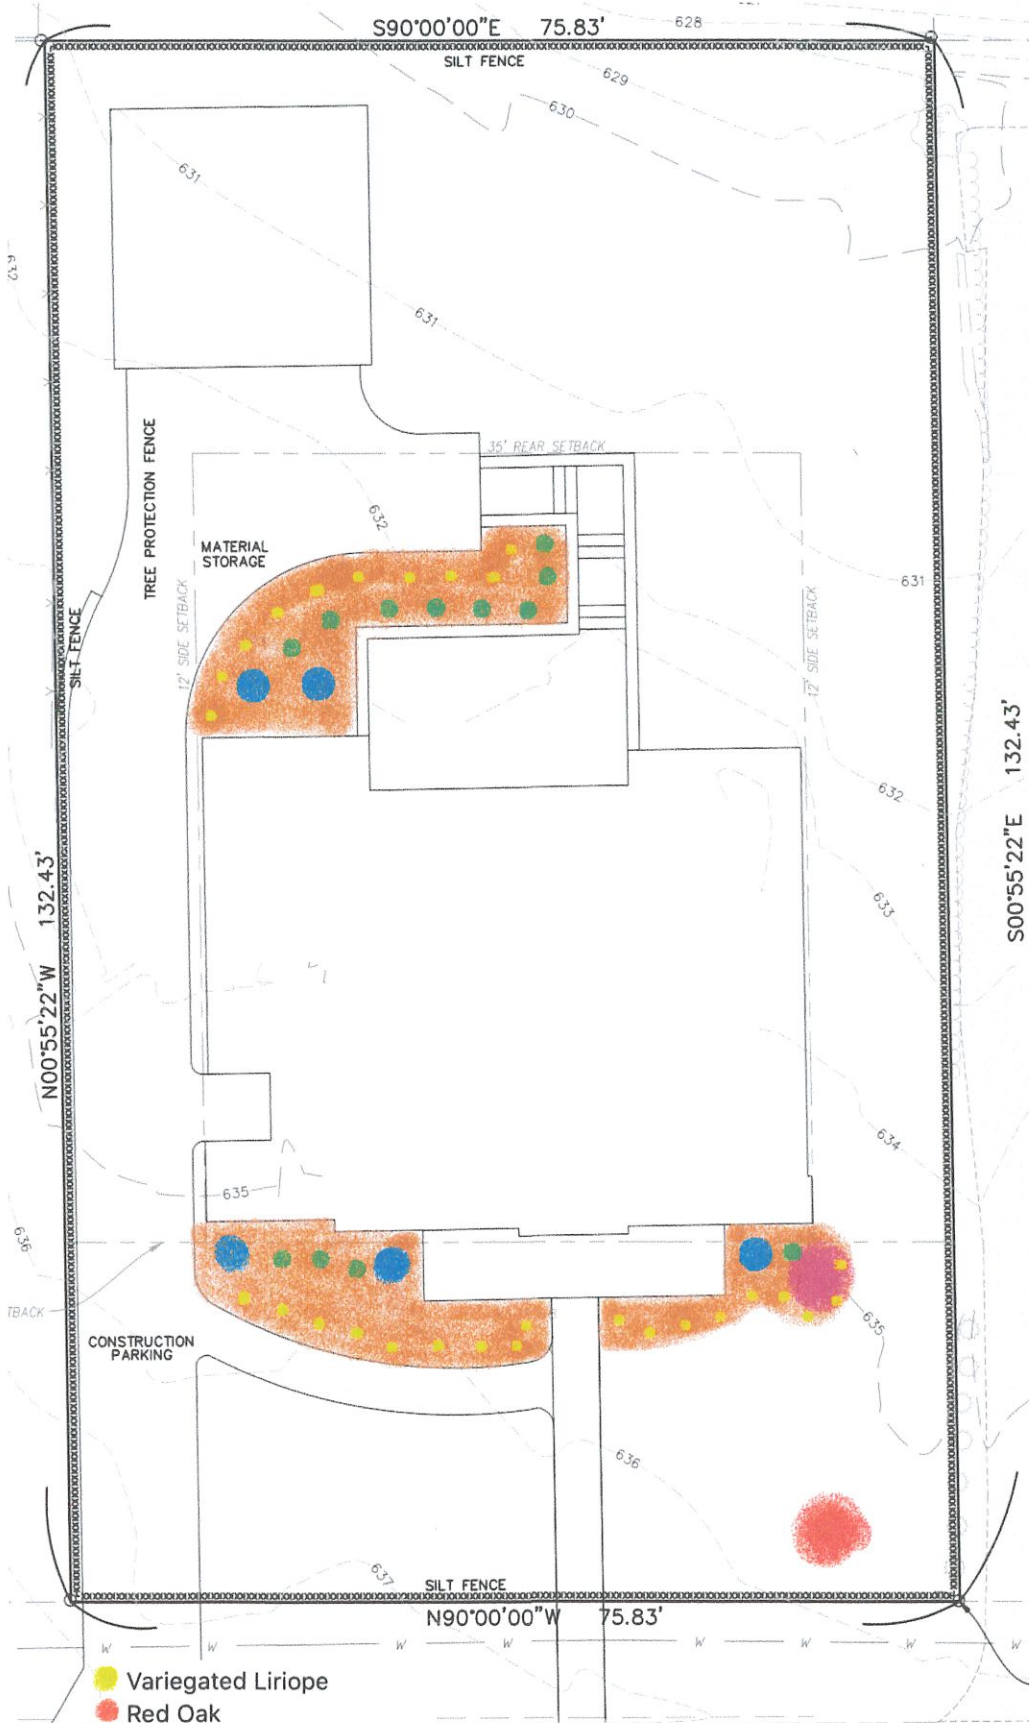 S90°00'00"E 75.83'
628
SILT FENCE
629
630
631
632
631
TREE PROTECTION FENCE
35' REAR SETBACK
632
MATERIAL
STORAGE
631
12' SIDE SETBACK
12' SIDE SETBACK
SILT FENCE
S00°55'22"E 132.43'
632
N00°55'22"W 132.43'
633
634
635
636
TBACK
CONSTRUCTION
PARKING
635
636
637
SILT FENCE
N90°00'00"W 75.83'
W W W W W W W W W W
Variegated Liriope
Red Oak